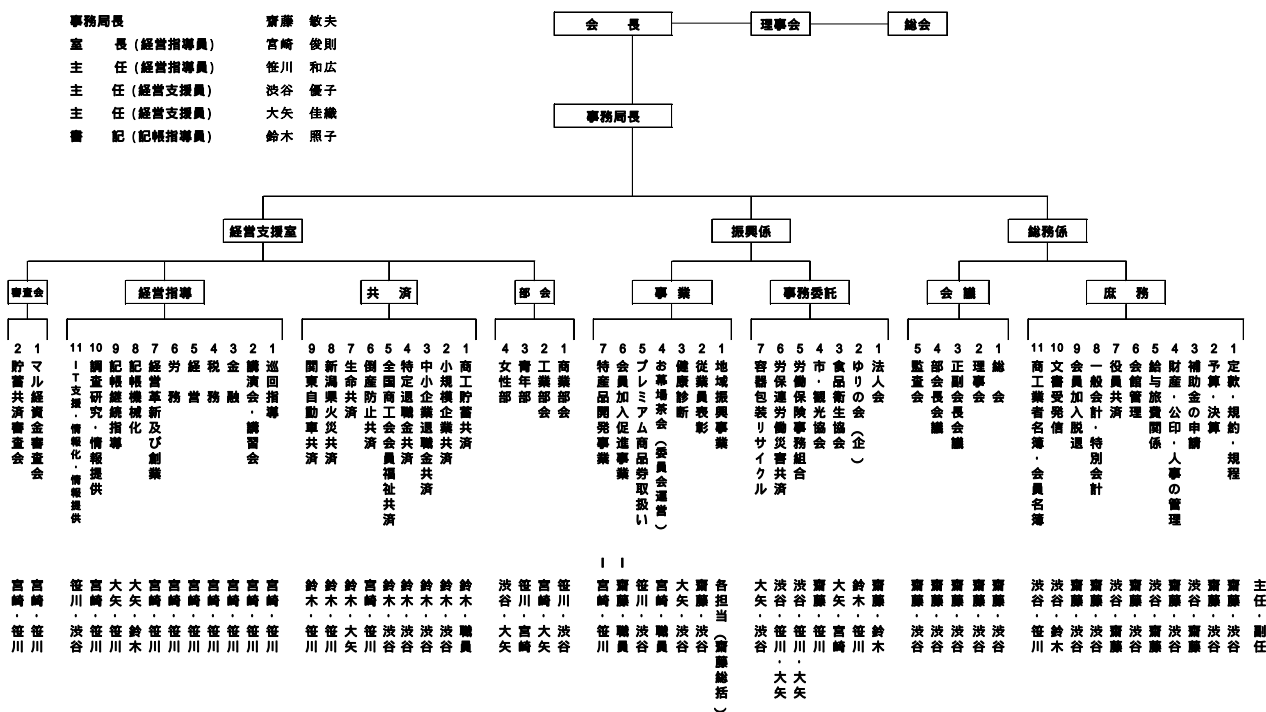 事務局長 齋藤 敏夫
室 長 (経営指導員) 宮崎 俊則
主 任 (経営指導員) 笹川 和広
主 任 (経営支援員) 渋谷 優子
主 任 (経営支援員) 大矢 佳織
書 記 (記帳指導員) 鈴木 照子
会 長
理事会
総会
事務局長
経営支援室
振興係
総務係
審査会
経営指導
共 済
部 会
事 業
事務委託
会 議
庶 務
主任・副任
1 定款・規約・規程 齋藤・渋谷
2 予算・決算 齋藤・渋谷
3 補助金の申請 渋谷・齋藤
4 財産・公印・人事の管理 齋藤・渋谷
5 給与旅費関係 渋谷・齋藤
6 会館管理 齋藤・渋谷
7 役員共済 渋谷・齋藤
8 一般会計・特別会計 齋藤・渋谷
9 会員加入脱退 齋藤・渋谷
10 文書受発信 渋谷・鈴木
11 商工業者名簿・会員名簿 渋谷・笹川
1 総 会 齋藤・渋谷
2 理事会 齋藤・渋谷
3 正副会長会議 齋藤・渋谷
4 部会長会議 齋藤・渋谷
5 監査会 齋藤・渋谷
1 法人会 齋藤・鈴木
2 ゆりの会(企) 鈴木・笹川
3 食品衛生協会 大矢・宮崎
4 市・観光協会 齋藤・笹川
5 労働保険事務組合 渋谷・笹川・大矢
6 労保連労働災害共済 渋谷・笹川・大矢
7 容器包装リサイクル 大矢・渋谷
1 地域振興事業 各担当(齋藤総括)
2 従業員表彰 齋藤・渋谷
3 健康診断 大矢・渋谷
4 お幕場茶会(委員会運営) 宮崎・職員
5 プレミアム商品券取扱い 笹川・渋谷
6 会員加入促進事業 ー 齋藤・職員
7 特産品開発事業 ー 宮崎・笹川
1 商業部会 笹川・渋谷
2 工業部会 宮崎・大矢
3 青年部 笹川・宮崎
4 女性部 渋谷・大矢
1 商工貯蓄共済 鈴木・職員
2 小規模企業共済 鈴木・渋谷
3 中小企業退職金共済 鈴木・渋谷
4 特定退職金共済 鈴木・渋谷
5 全国商工会会員福祉共済 鈴木・渋谷
6 倒産防止共済 宮崎・笹川
7 生命共済 鈴木・大矢
8 新潟県火災共済 鈴木・笹川
9 関東自動車共済 鈴木・笹川
1 巡回指導 宮崎・笹川
2 講演会・講習会 宮崎・笹川
3 金 融 宮崎・笹川
4 税 務 宮崎・笹川
5 経 営 宮崎・笹川
6 労 務 宮崎・笹川
7 経営革新及び創業 宮崎・笹川
8 記帳機械化 大矢・鈴木
9 記帳継続指導 大矢・笹川
10 調査研究・情報提供 宮崎・笹川
11 IT支援・情報化・情報提供 笹川・渋谷
1 マル経資金審査会 宮崎・笹川
2 貯蓄共済審査会 宮崎・笹川